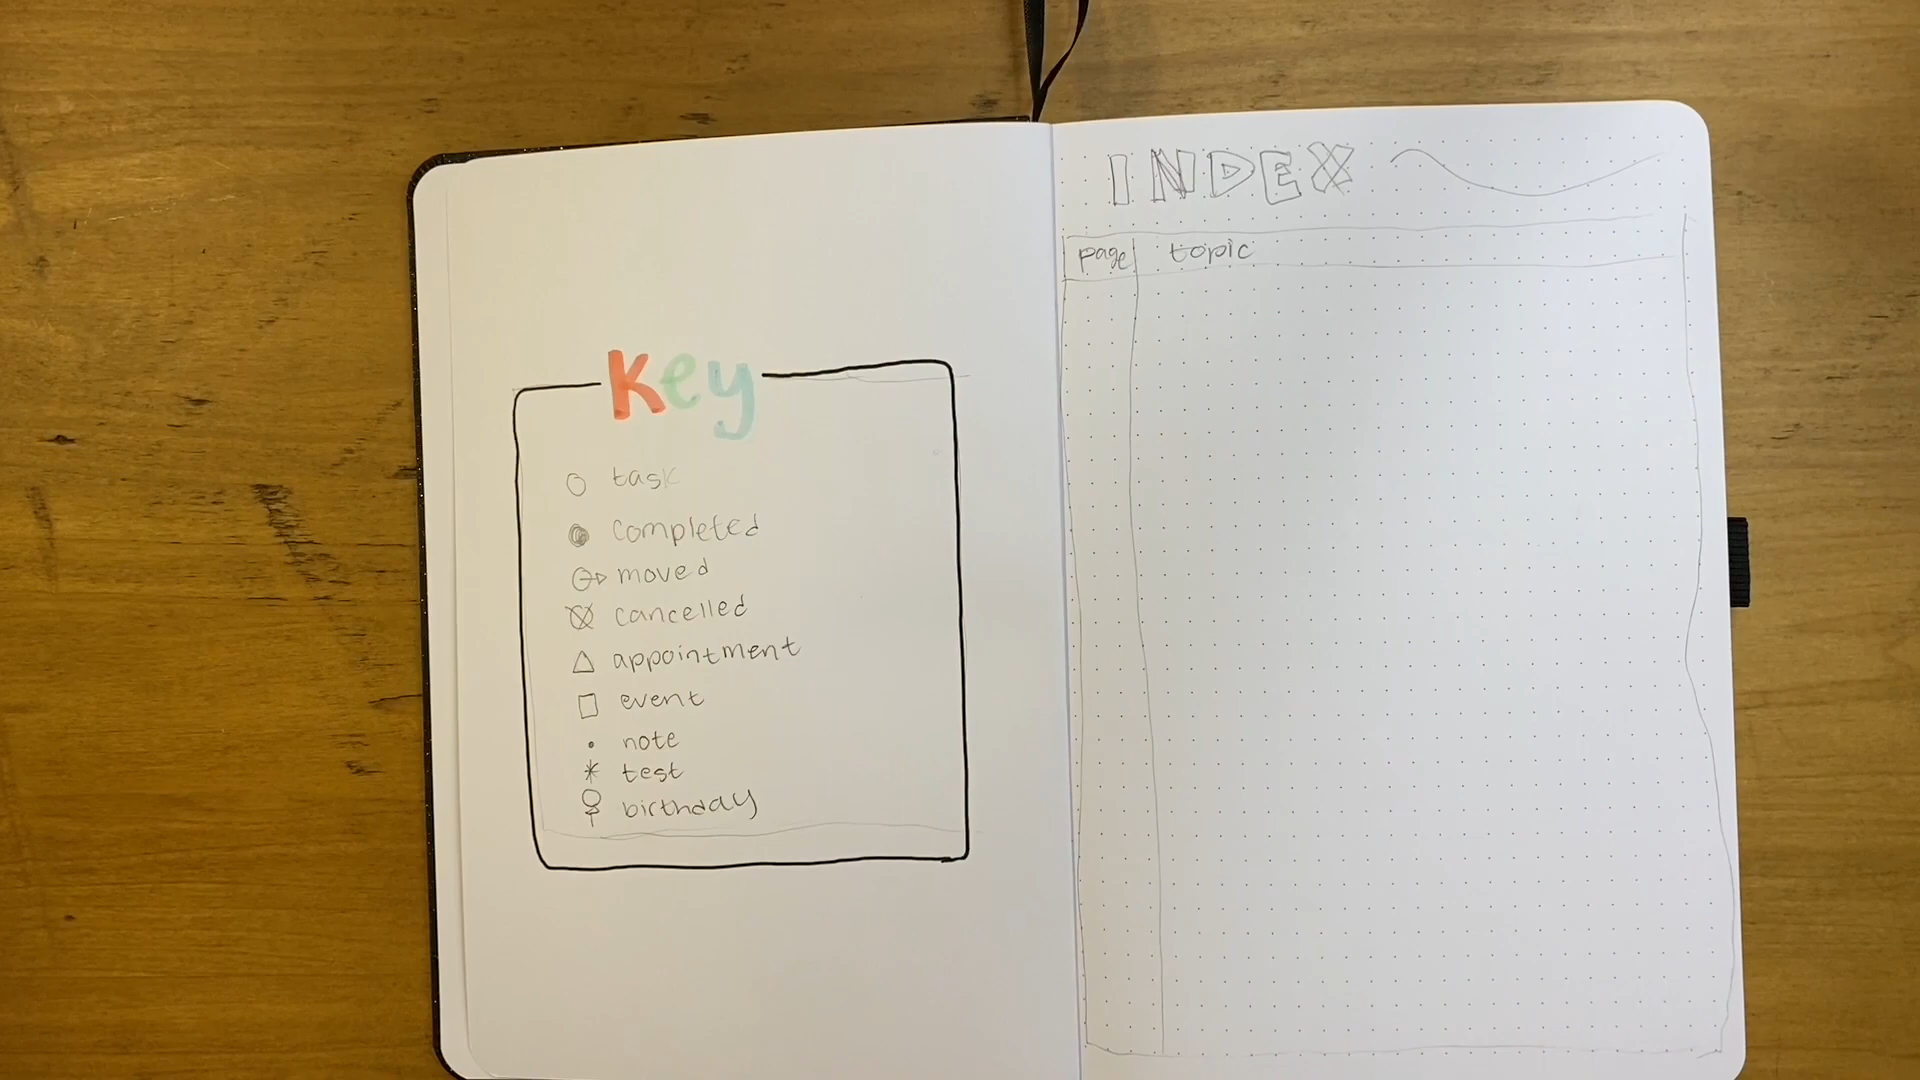 Key
task
completed
moved
cancelled
appointment
event
note
test
birthday
INDEX
page topic